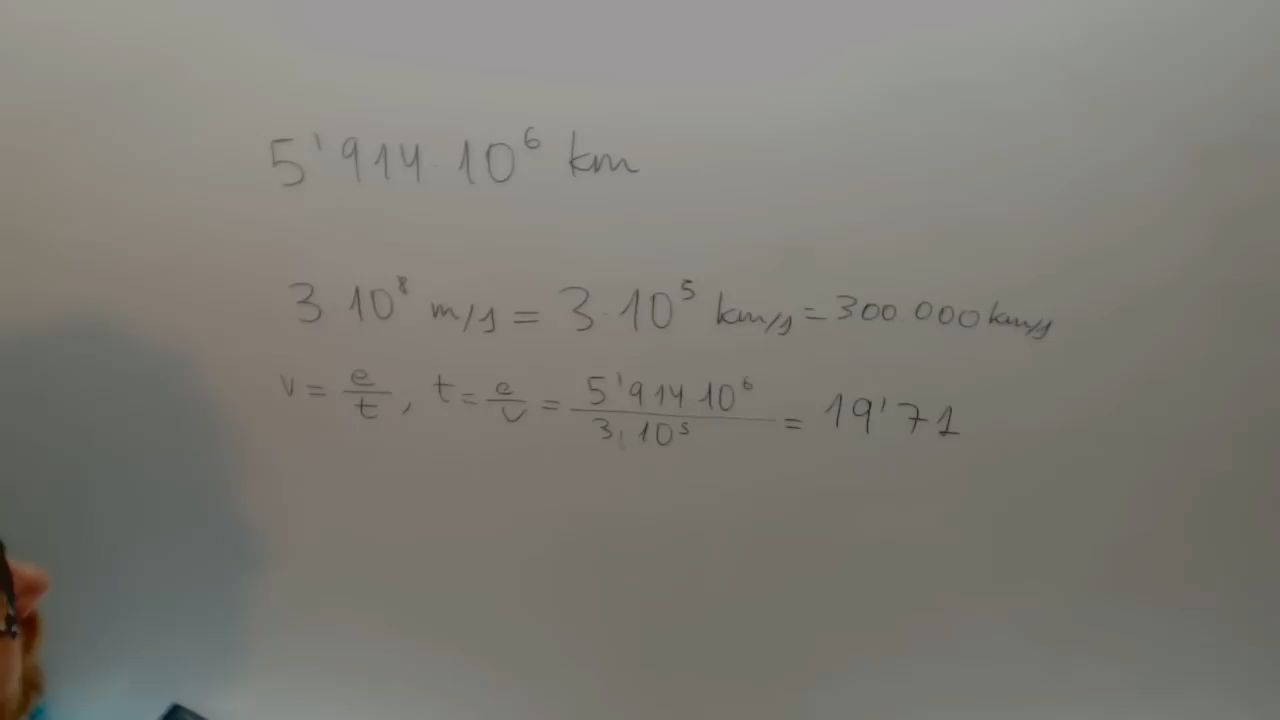 5'914 10⁶ km
3 10⁸ m/s = 3·10⁵ km/s = 300.000 km/s
v = e/t, t = e/v = 5'914 10⁶/3·10⁵ = 19'71